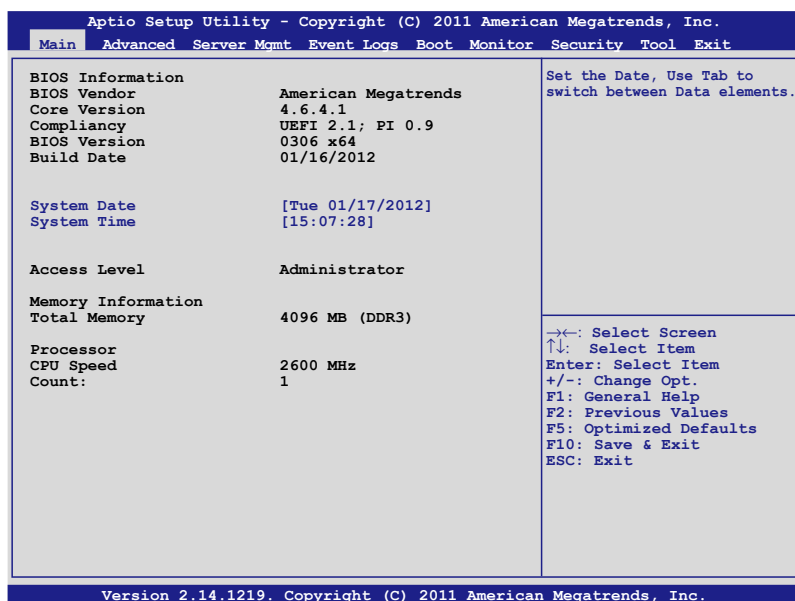 Aptio Setup Utility - Copyright (C) 2011 American Megatrends, Inc.
Main Advanced Server Mgmt Event Logs Boot Monitor Security Tool Exit
BIOS Information
BIOS Vendor American Megatrends
Core Version 4.6.4.1
Compliancy UEFI 2.1; PI 0.9
BIOS Version 0306 x64
Build Date 01/16/2012
System Date [Tue 01/17/2012]
System Time [15:07:28]
Access Level Administrator
Memory Information
Total Memory 4096 MB (DDR3)
Processor
CPU Speed 2600 MHz
Count: 1
Set the Date, Use Tab to
switch between Data elements.
→←: Select Screen
↑↓: Select Item
Enter: Select Item
+/-: Change Opt.
F1: General Help
F2: Previous Values
F5: Optimized Defaults
F10: Save & Exit
ESC: Exit
Version 2.14.1219. Copyright (C) 2011 American Megatrends, Inc.